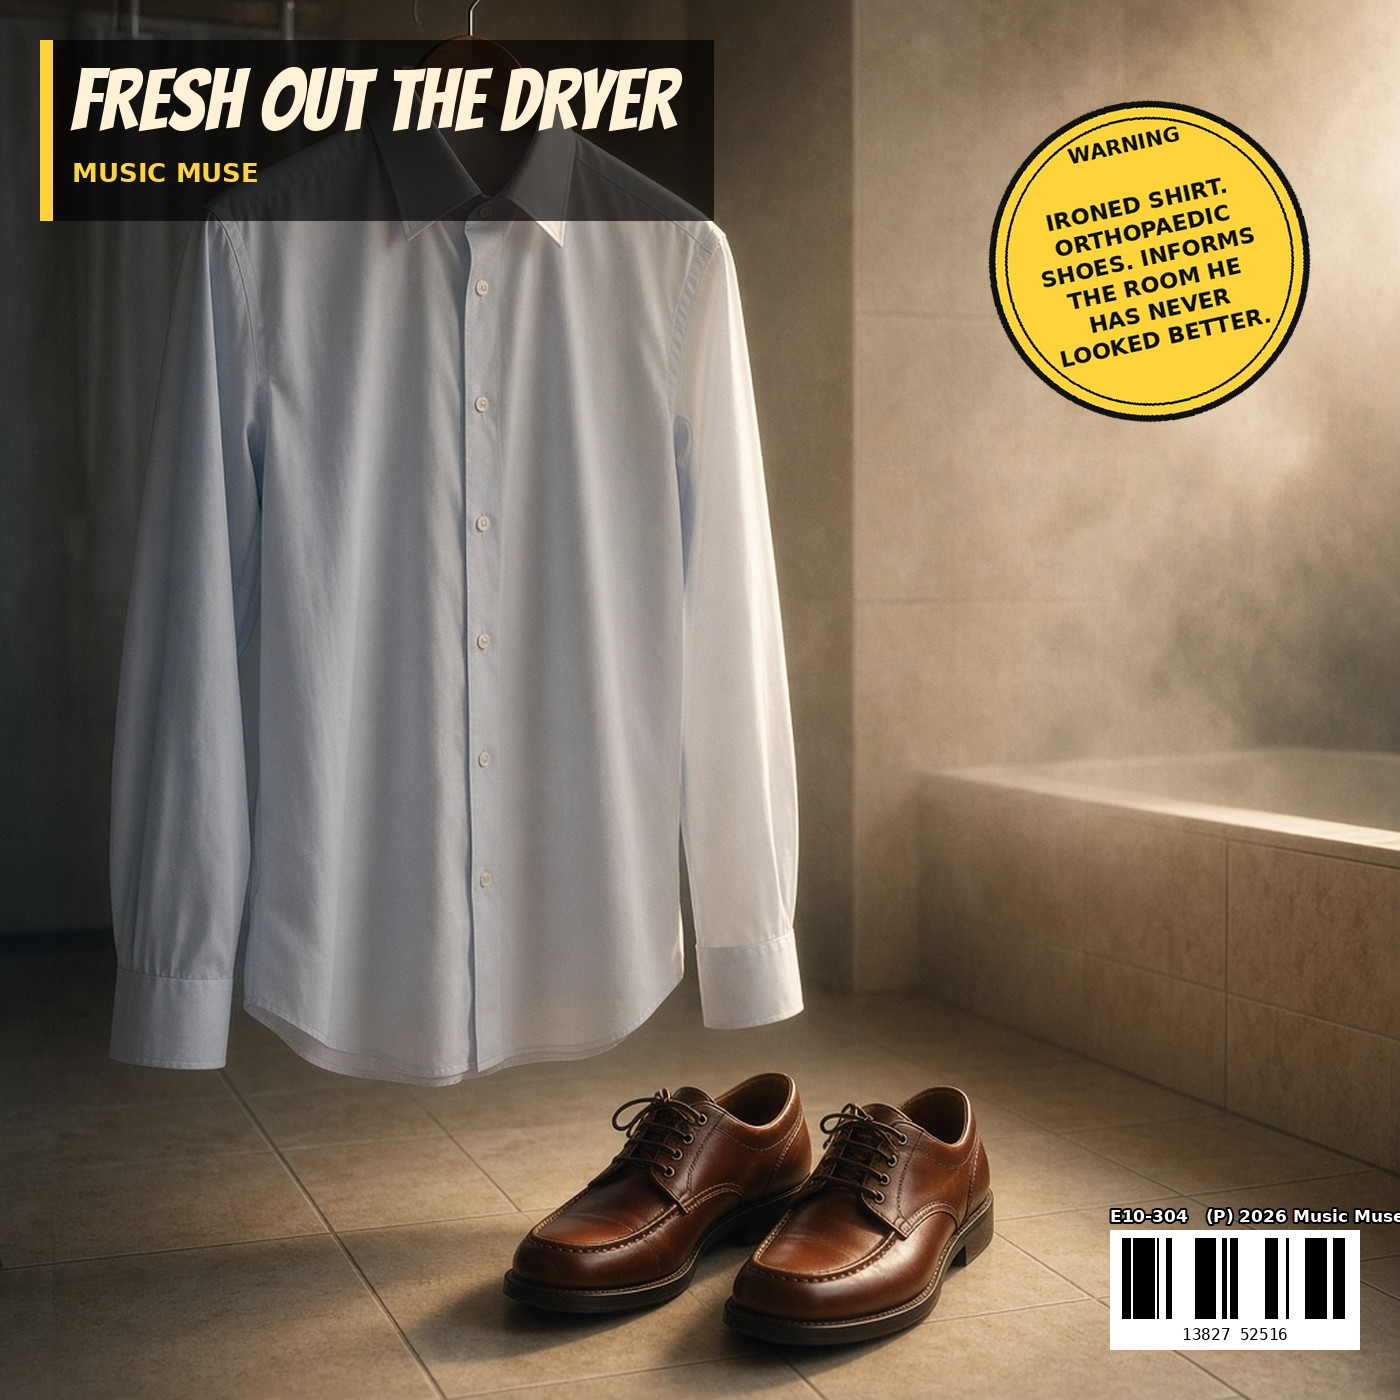 FRESH OUT THE DRYER
MUSIC MUSE
WARNING
IRONED SHIRT.
ORTHOPAEDIC
SHOES. INFORMS
THE ROOM HE
HAS NEVER
LOOKED BETTER.
E10-304 (P) 2026 Music Muse
13827 52516